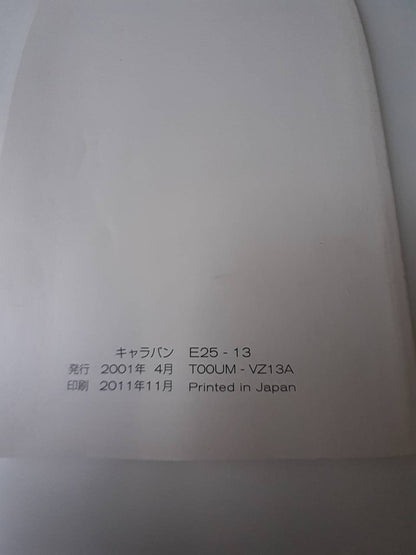 キャラバン E25-13
発行 2001年 4月 T00UM-VZ13A
印刷 2011年11月 Printed in Japan